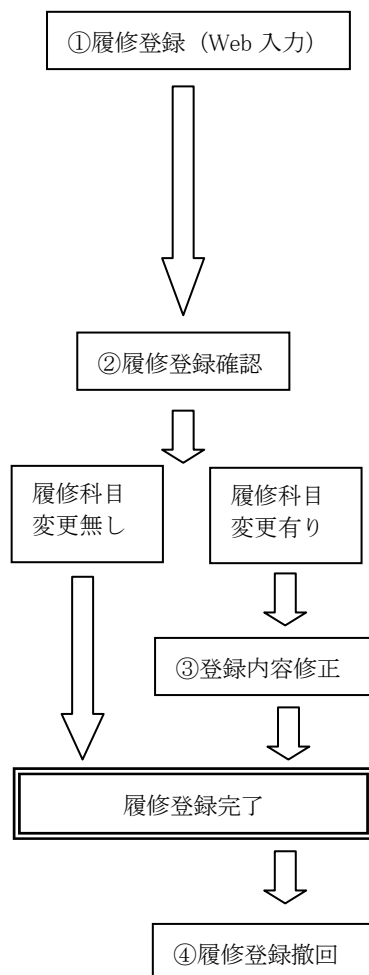 ①履修登録（Web 入力）
②履修登録確認
履修科目
変更無し
履修科目
変更有り
③登録内容修正
履修登録完了
④履修登録撤回